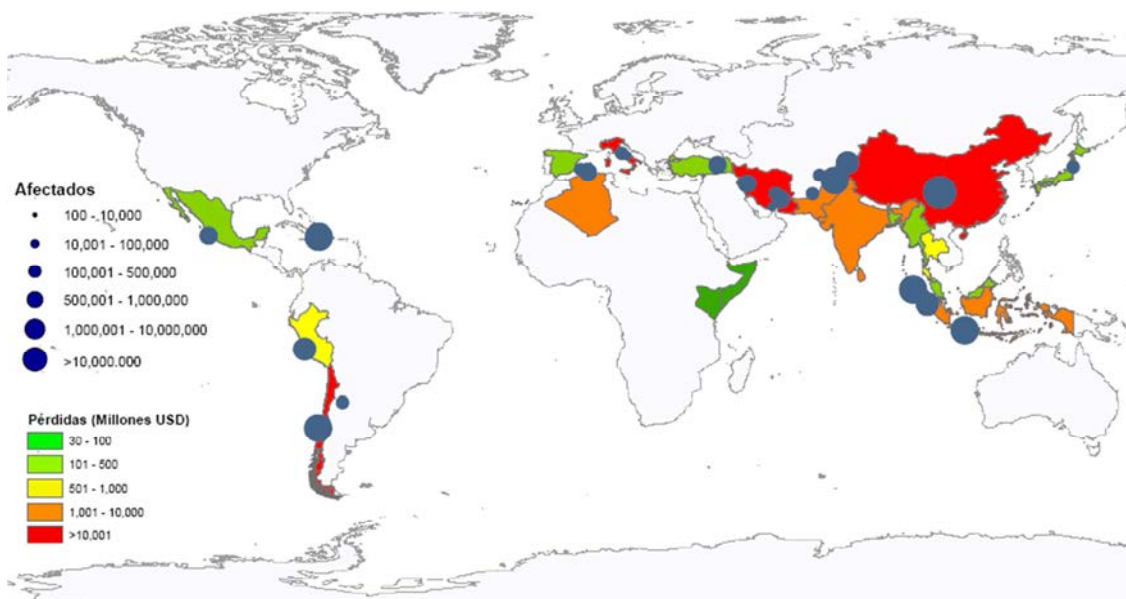 Afectados
100 - 10,000
10,001 - 100,000
100,001 - 500,000
500,001 - 1,000,000
1,000,001 - 10,000,000
>10,000.000
Pérdidas (Millones USD)
30 - 100
101 - 500
501 - 1,000
1,001 - 10,000
>10,001